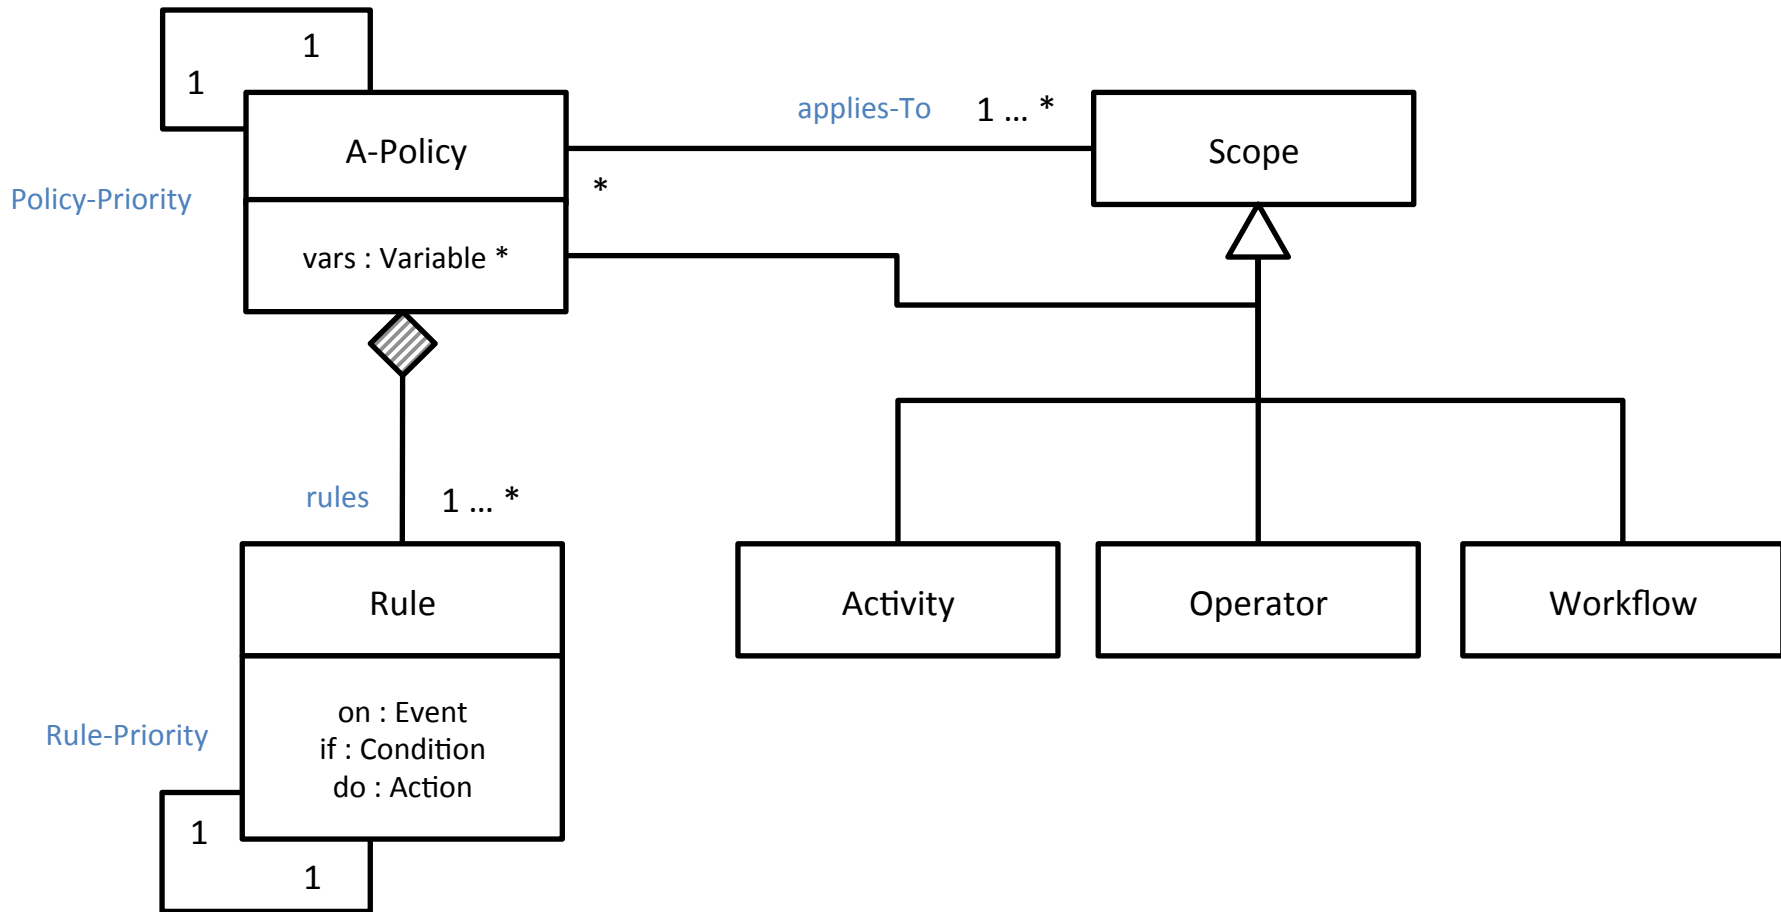 1
1
applies-To
1 ... *
A-Policy
Scope
*
Policy-Priority
vars : Variable *
rules
1 ... *
Rule
Activity
Operator
Workflow
on : Event
if : Condition
do : Action
Rule-Priority
1
1